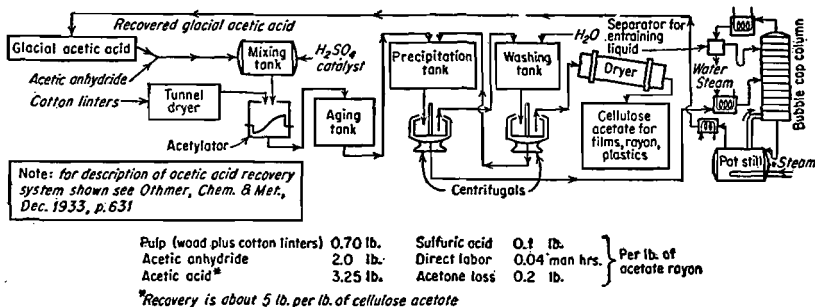 Recovered glacial acetic acid
Glacial acetic acid
Acetic anhydride
Cotton linters
Tunnel
dryer
Mixing
tank
H₂SO₄
catalyst
Acetylator
Aging
tank
Precipitation
tank
Washing
tank
H₂O
Dryer
Separator for
entraining
liquid
Water
Steam
Bubble cap column
Pot still
Steam
Cellulose
acetate for
films, rayon,
plastics
Centrifugals
Note: for description of acetic acid recovery
system shown see Othmer, Chem. & Met.,
Dec. 1933, p. 631
Pulp (wood plus cotton linters) 0.70 lb. Sulfuric acid 0.1 lb.
Acetic anhydride 2.0 lb. Direct labor 0.04 man hrs.
Acetic acid* 3.25 lb. Acetone loss 0.2 lb.
Per lb. of
acetate rayon
*Recovery is about 5 lb. per lb. of cellulose acetate